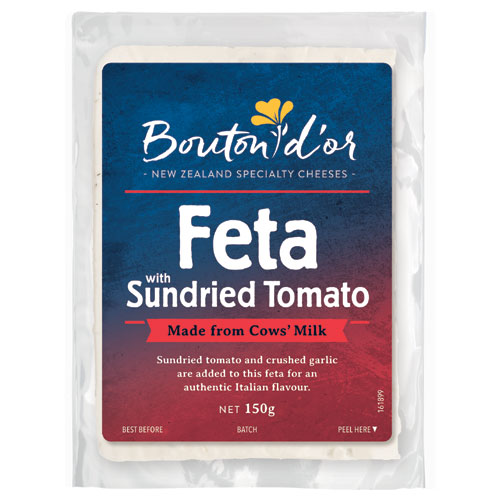 Bouton d'or
- NEW ZEALAND SPECIALTY CHEESES -
Feta
with
Sundried Tomato
Made from Cows' Milk
Sundried tomato and crushed garlic
are added to this feta for an
authentic Italian flavour.
NET 150g
161899
BEST BEFORE BATCH PEEL HERE ▼